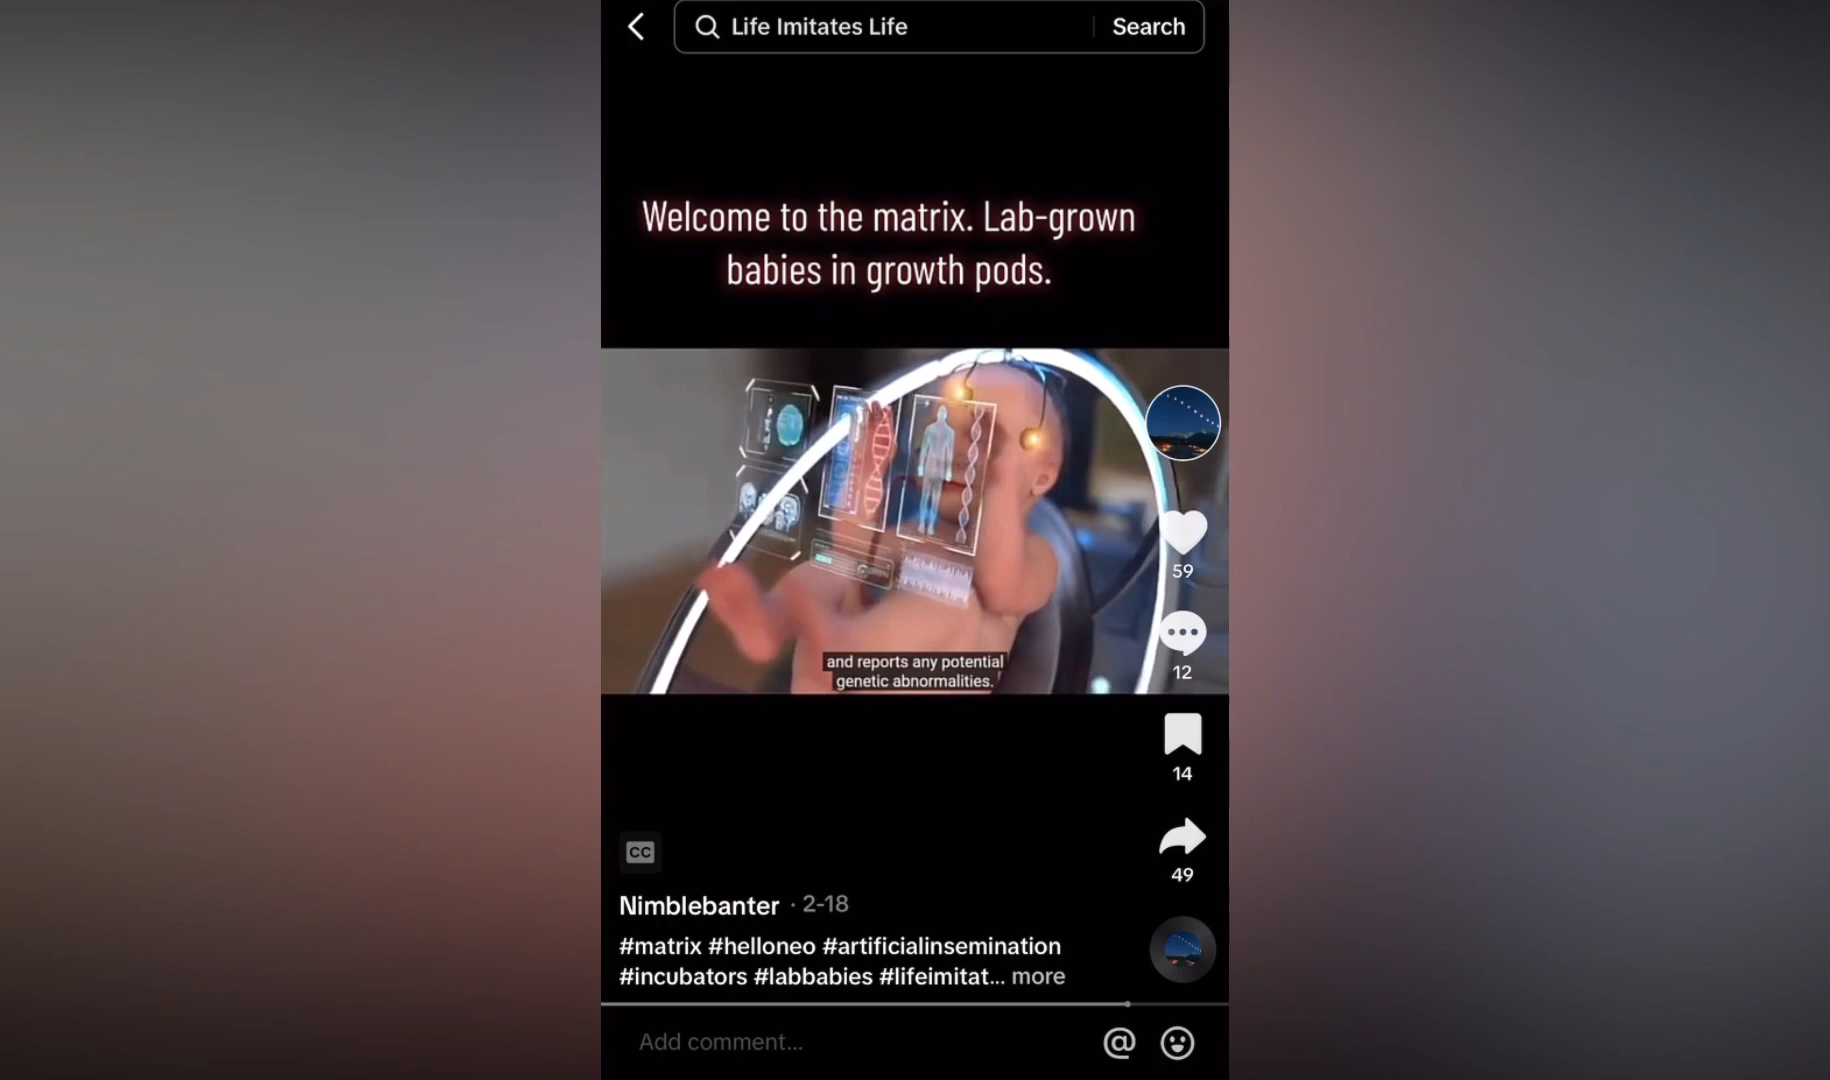 Life Imitates Life
Search
Welcome to the matrix. Lab-grown
babies in growth pods.
and reports any potential
genetic abnormalities.
59
12
14
49
CC
Nimblebanter · 2-18
#matrix #helloneo #artificialinsemination
#incubators #labbabies #lifeimitat... more
Add comment...
@